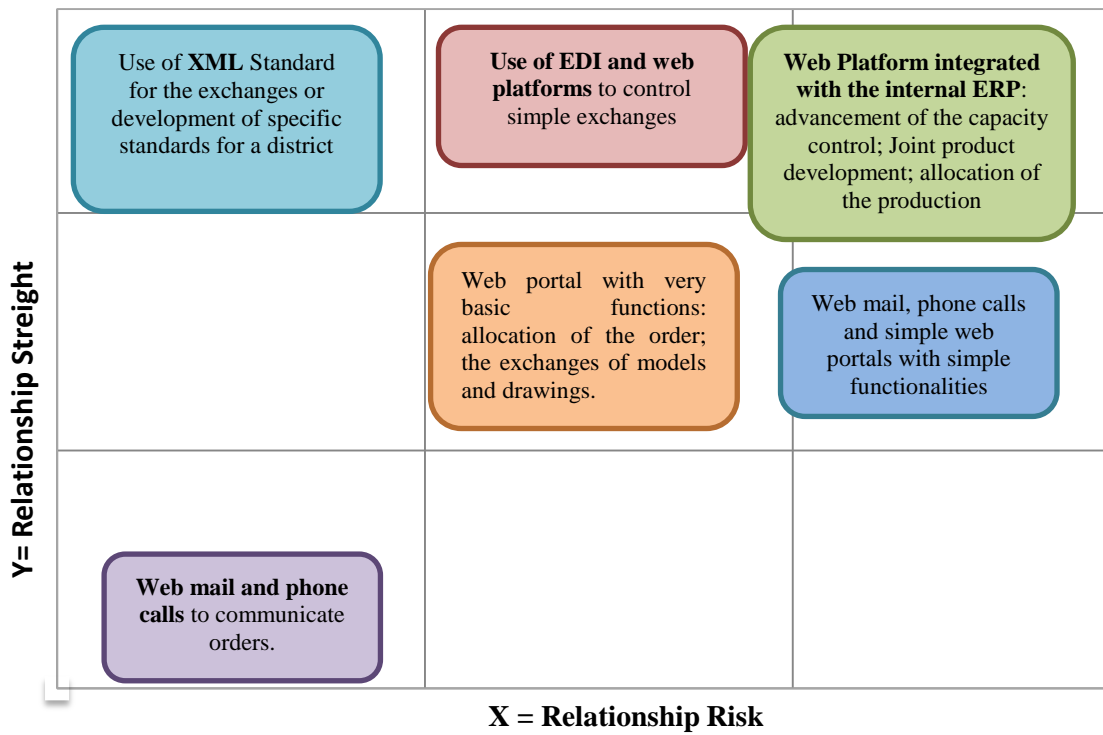 Use of XML Standard
for the exchanges or
development of specific
standards for a district
Use of EDI and web
platforms to control
simple exchanges
Web Platform integrated
with the internal ERP:
advancement of the capacity
control; Joint product
development; allocation of
the production
Y= Relationship Streight
Web portal with very
basic functions:
allocation of the order;
the exchanges of models
and drawings.
Web mail, phone calls
and simple web
portals with simple
functionalities
Web mail and phone
calls to communicate
orders.
X = Relationship Risk